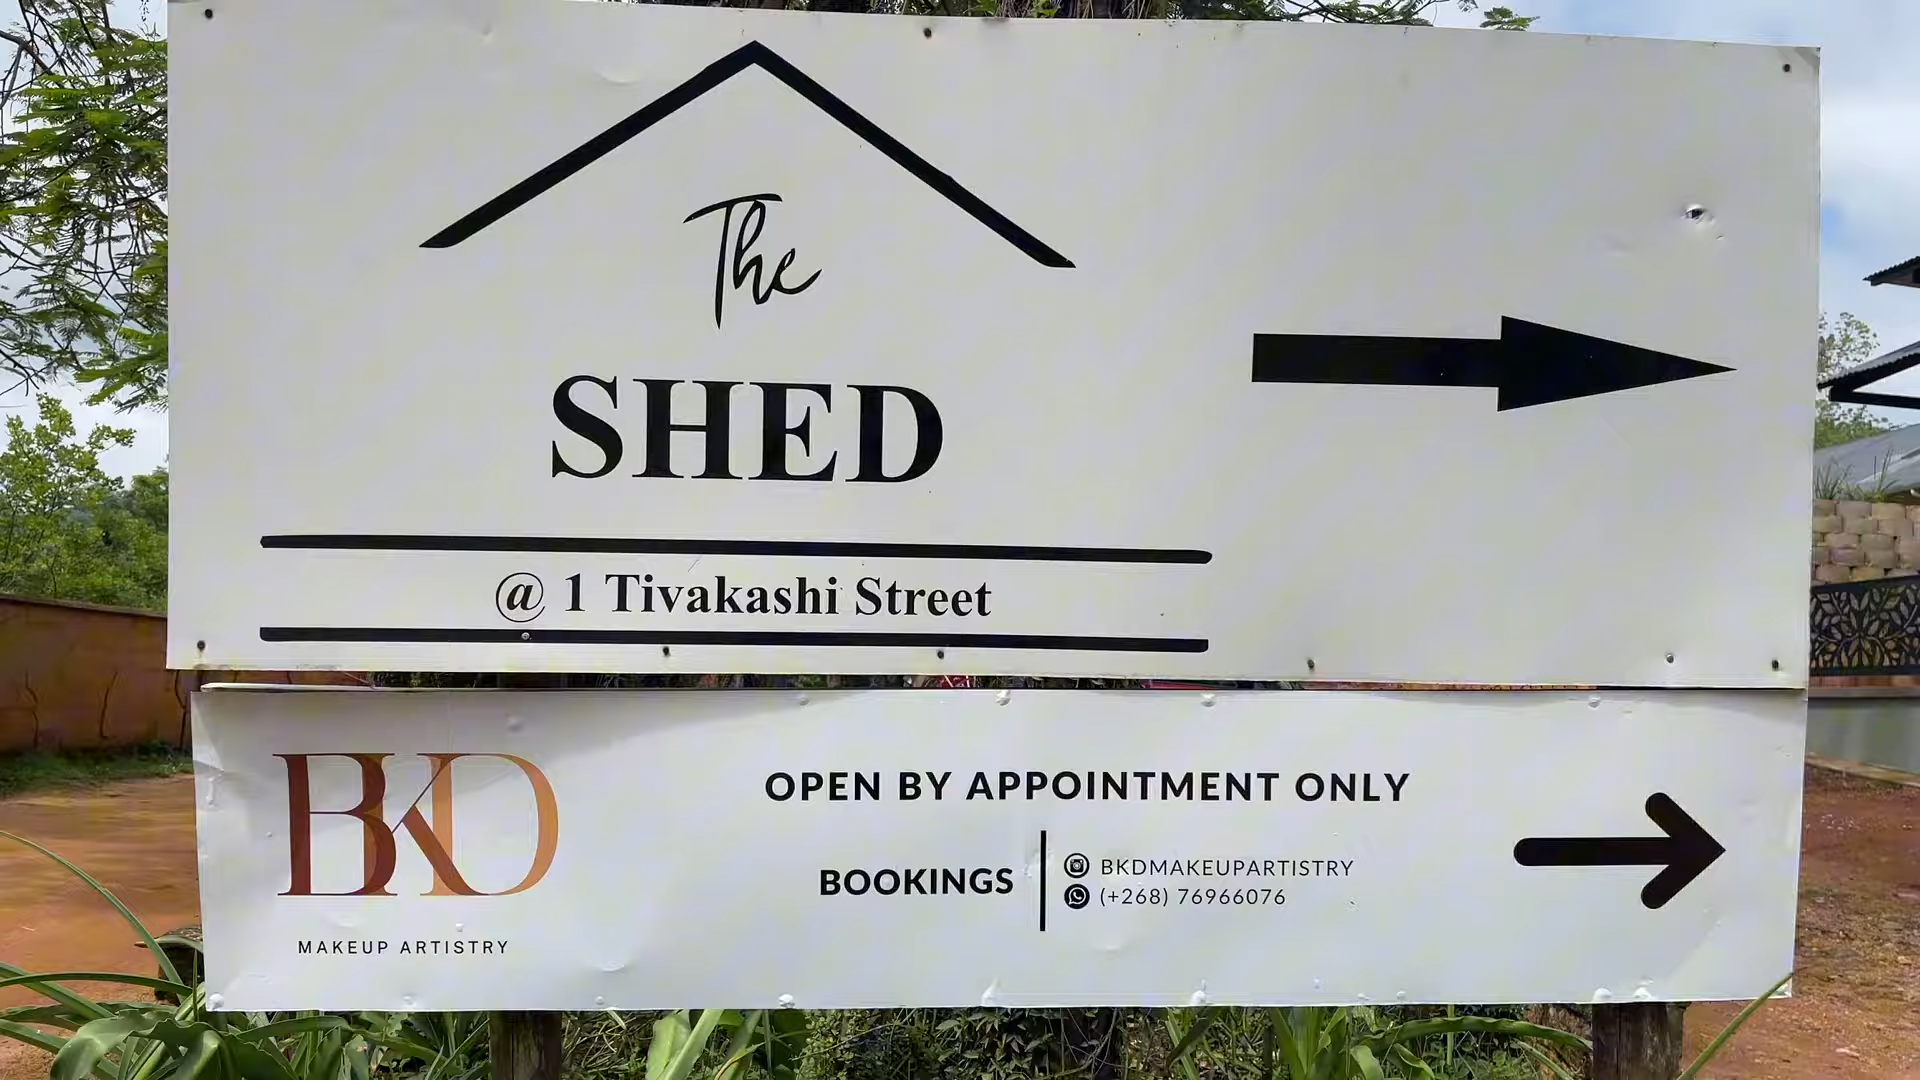 The
SHED
@ 1 Tivakashi Street
BKD
MAKEUP ARTISTRY
OPEN BY APPOINTMENT ONLY
BOOKINGS
BKDMAKEUPARTISTRY
(+268) 76966076